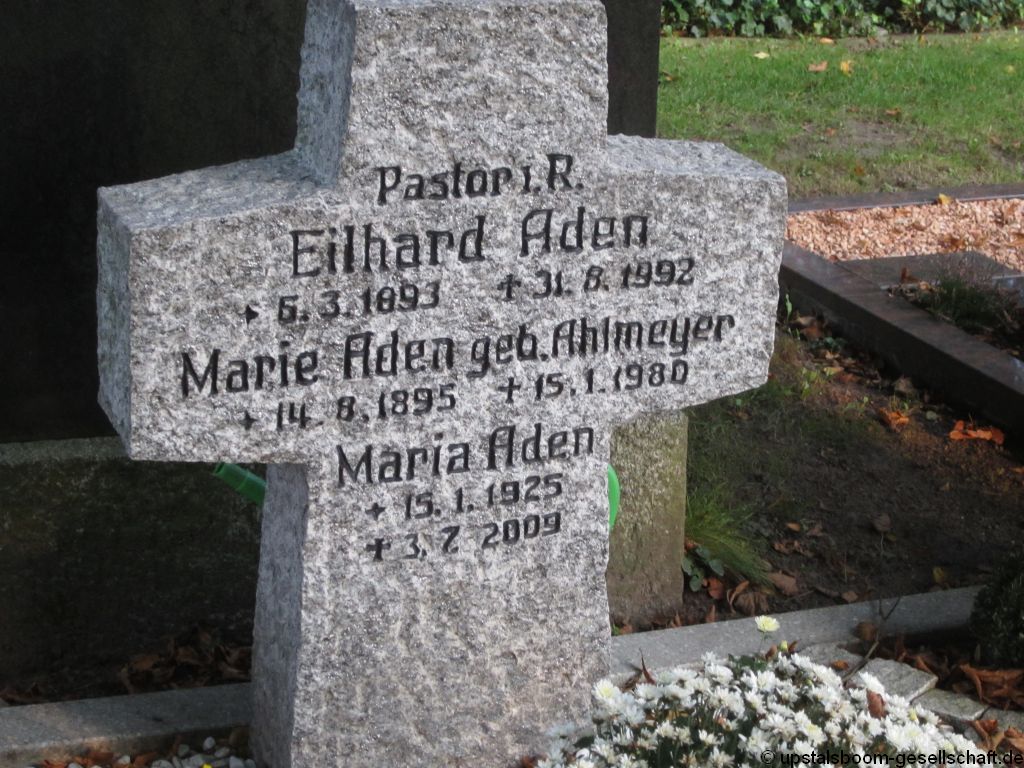 Pastor i. R.
Eilhard Aden
* 6. 3. 1893 + 31. 8. 1992
Marie Aden geb. Ahlmeyer
* 14. 8. 1895 + 15. 1. 1980
Maria Aden
* 15. 1. 1925
+ 3. 7. 2009
© upstalsboom-gesellschaft.de